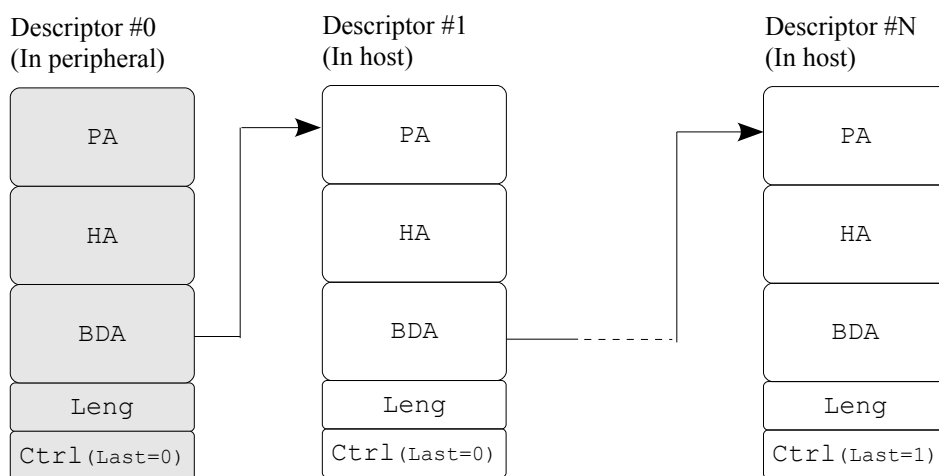 Descriptor #0
(In peripheral)
PA
HA
BDA
Leng
Ctrl(Last=0)
Descriptor #1
(In host)
PA
HA
BDA
Leng
Ctrl(Last=0)
Descriptor #N
(In host)
PA
HA
BDA
Leng
Ctrl(Last=1)